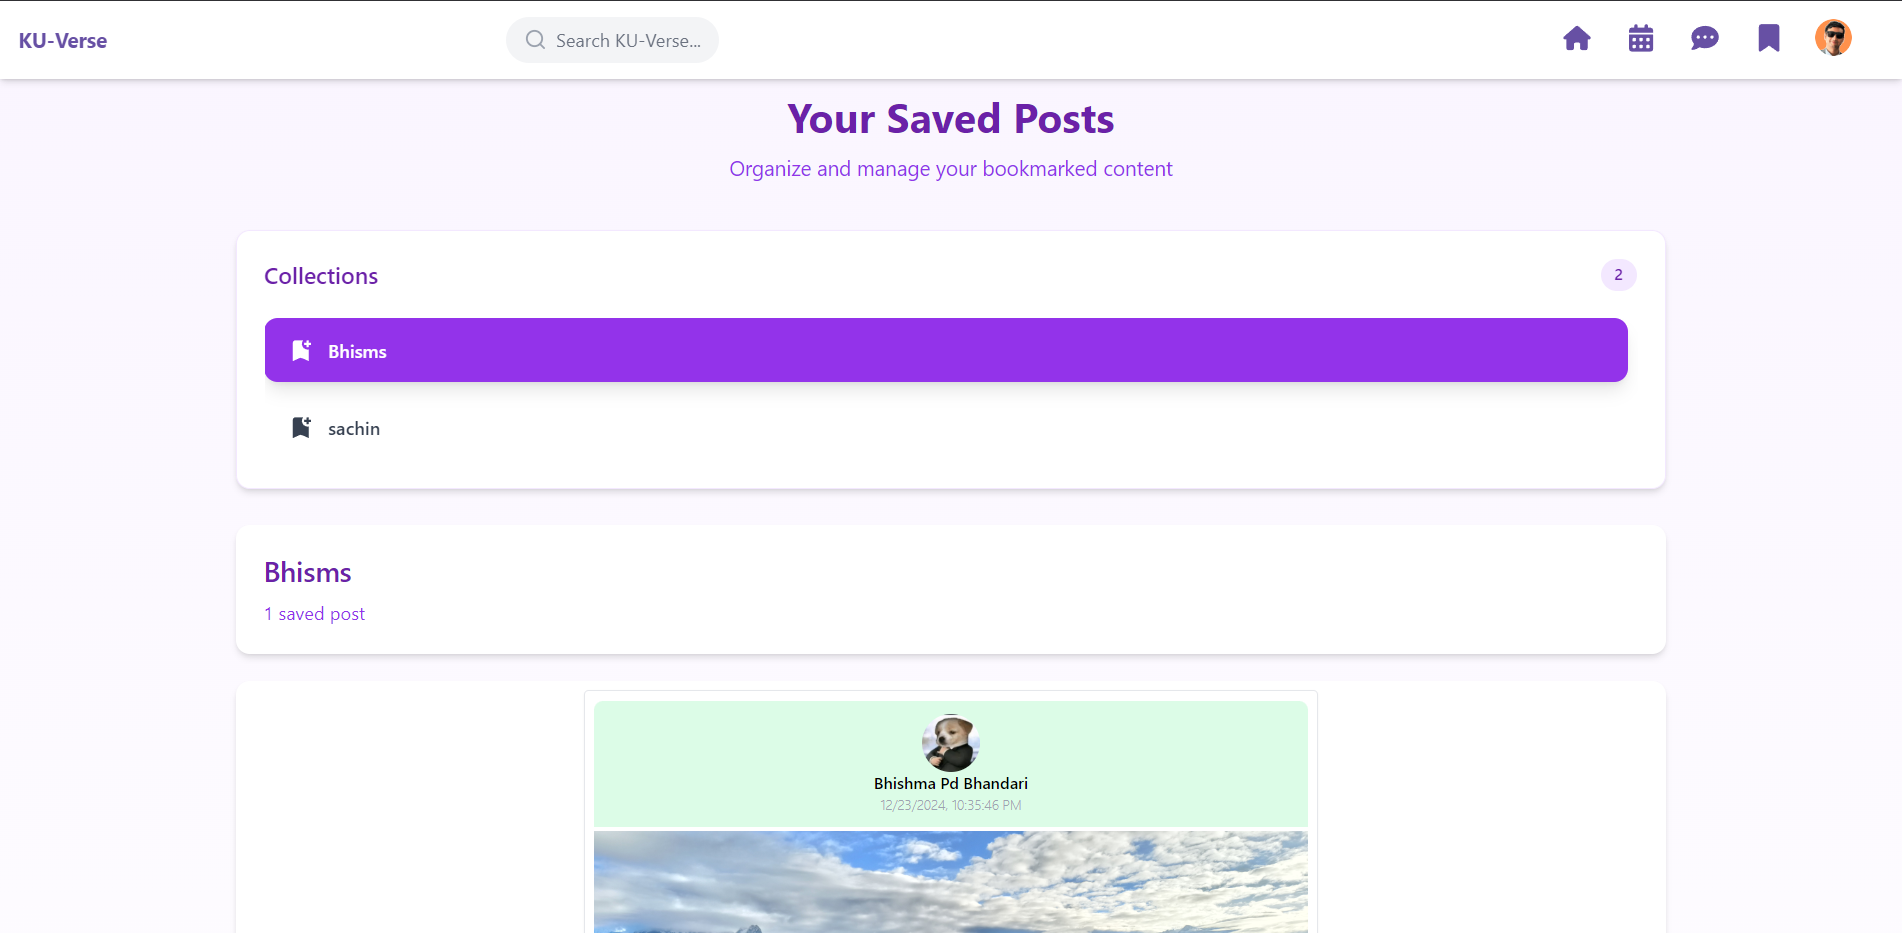 KU-Verse
Search KU-Verse...
Your Saved Posts
Organize and manage your bookmarked content
Collections
2
Bhisms
sachin
Bhisms
1 saved post
Bhishma Pd Bhandari
12/23/2024, 10:35:46 PM